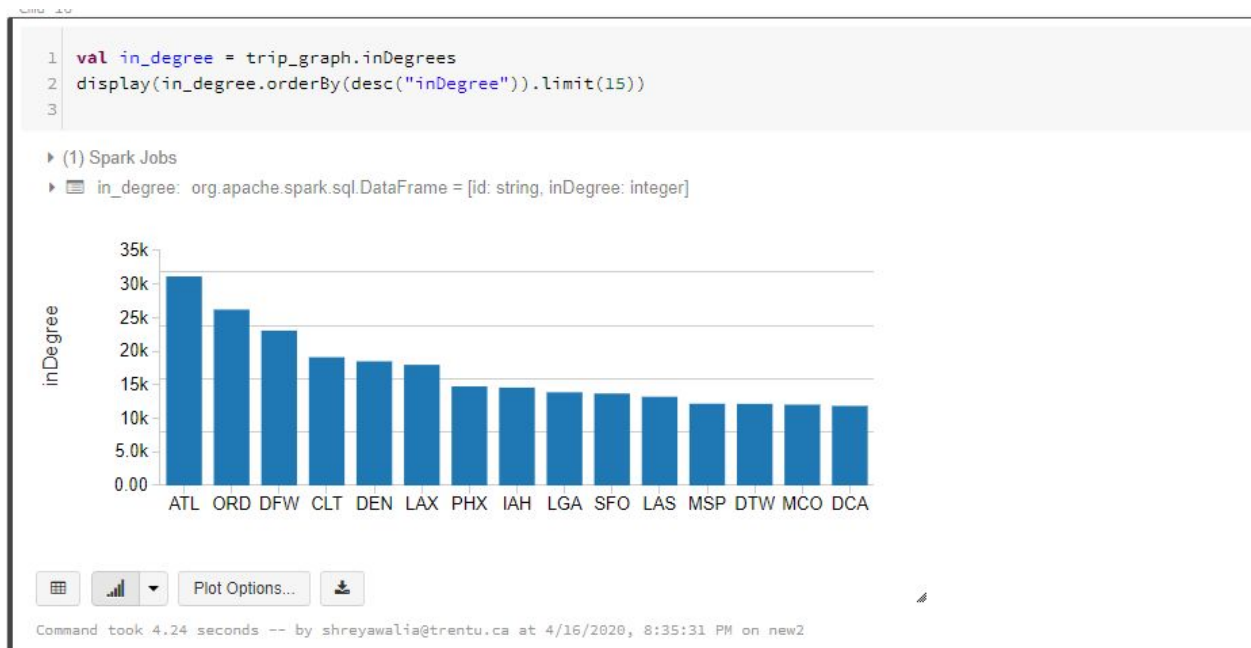 1 val in_degree = trip_graph.inDegrees
2 display(in_degree.orderBy(desc("inDegree")).limit(15))
3
(1) Spark Jobs
in_degree: org.apache.spark.sql.DataFrame = [id: string, inDegree: integer]
35k
30k
25k
20k
15k
10k
5.0k
0.00
inDegree
ATL ORD DFW CLT DEN LAX PHX IAH LGA SFO LAS MSP DTW MCO DCA
Plot Options...
Command took 4.24 seconds -- by shreyawalia@trentu.ca at 4/16/2020, 8:35:31 PM on new2